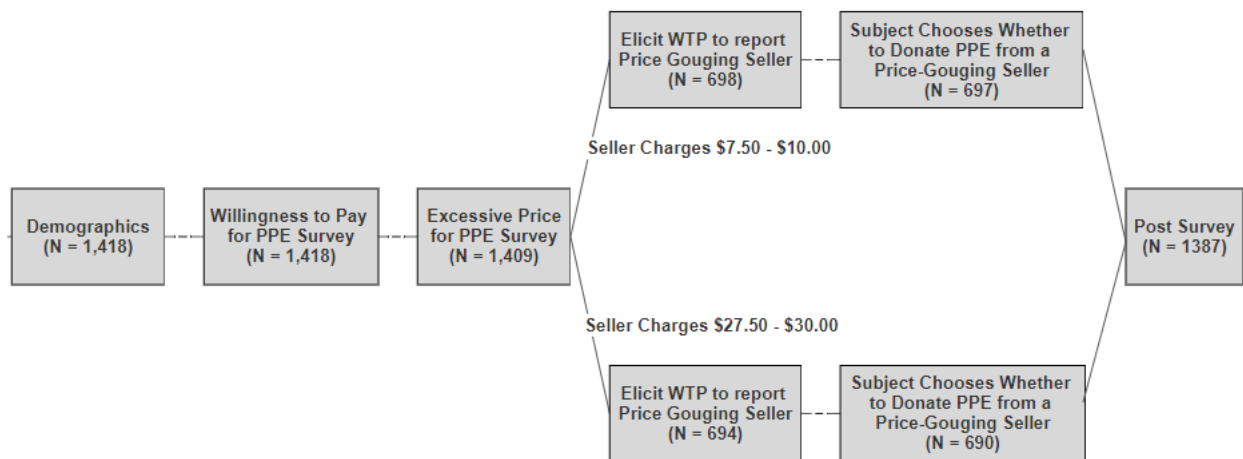 Demographics
(N = 1,418)
Willingness to Pay
for PPE Survey
(N = 1,418)
Excessive Price
for PPE Survey
(N = 1,409)
Elicit WTP to report
Price Gouging Seller
(N = 698)
Subject Chooses Whether
to Donate PPE from a
Price-Gouging Seller
(N = 697)
Seller Charges $7.50 - $10.00
Seller Charges $27.50 - $30.00
Elicit WTP to report
Price Gouging Seller
(N = 694)
Subject Chooses Whether
to Donate PPE from a
Price-Gouging Seller
(N = 690)
Post Survey
(N = 1387)